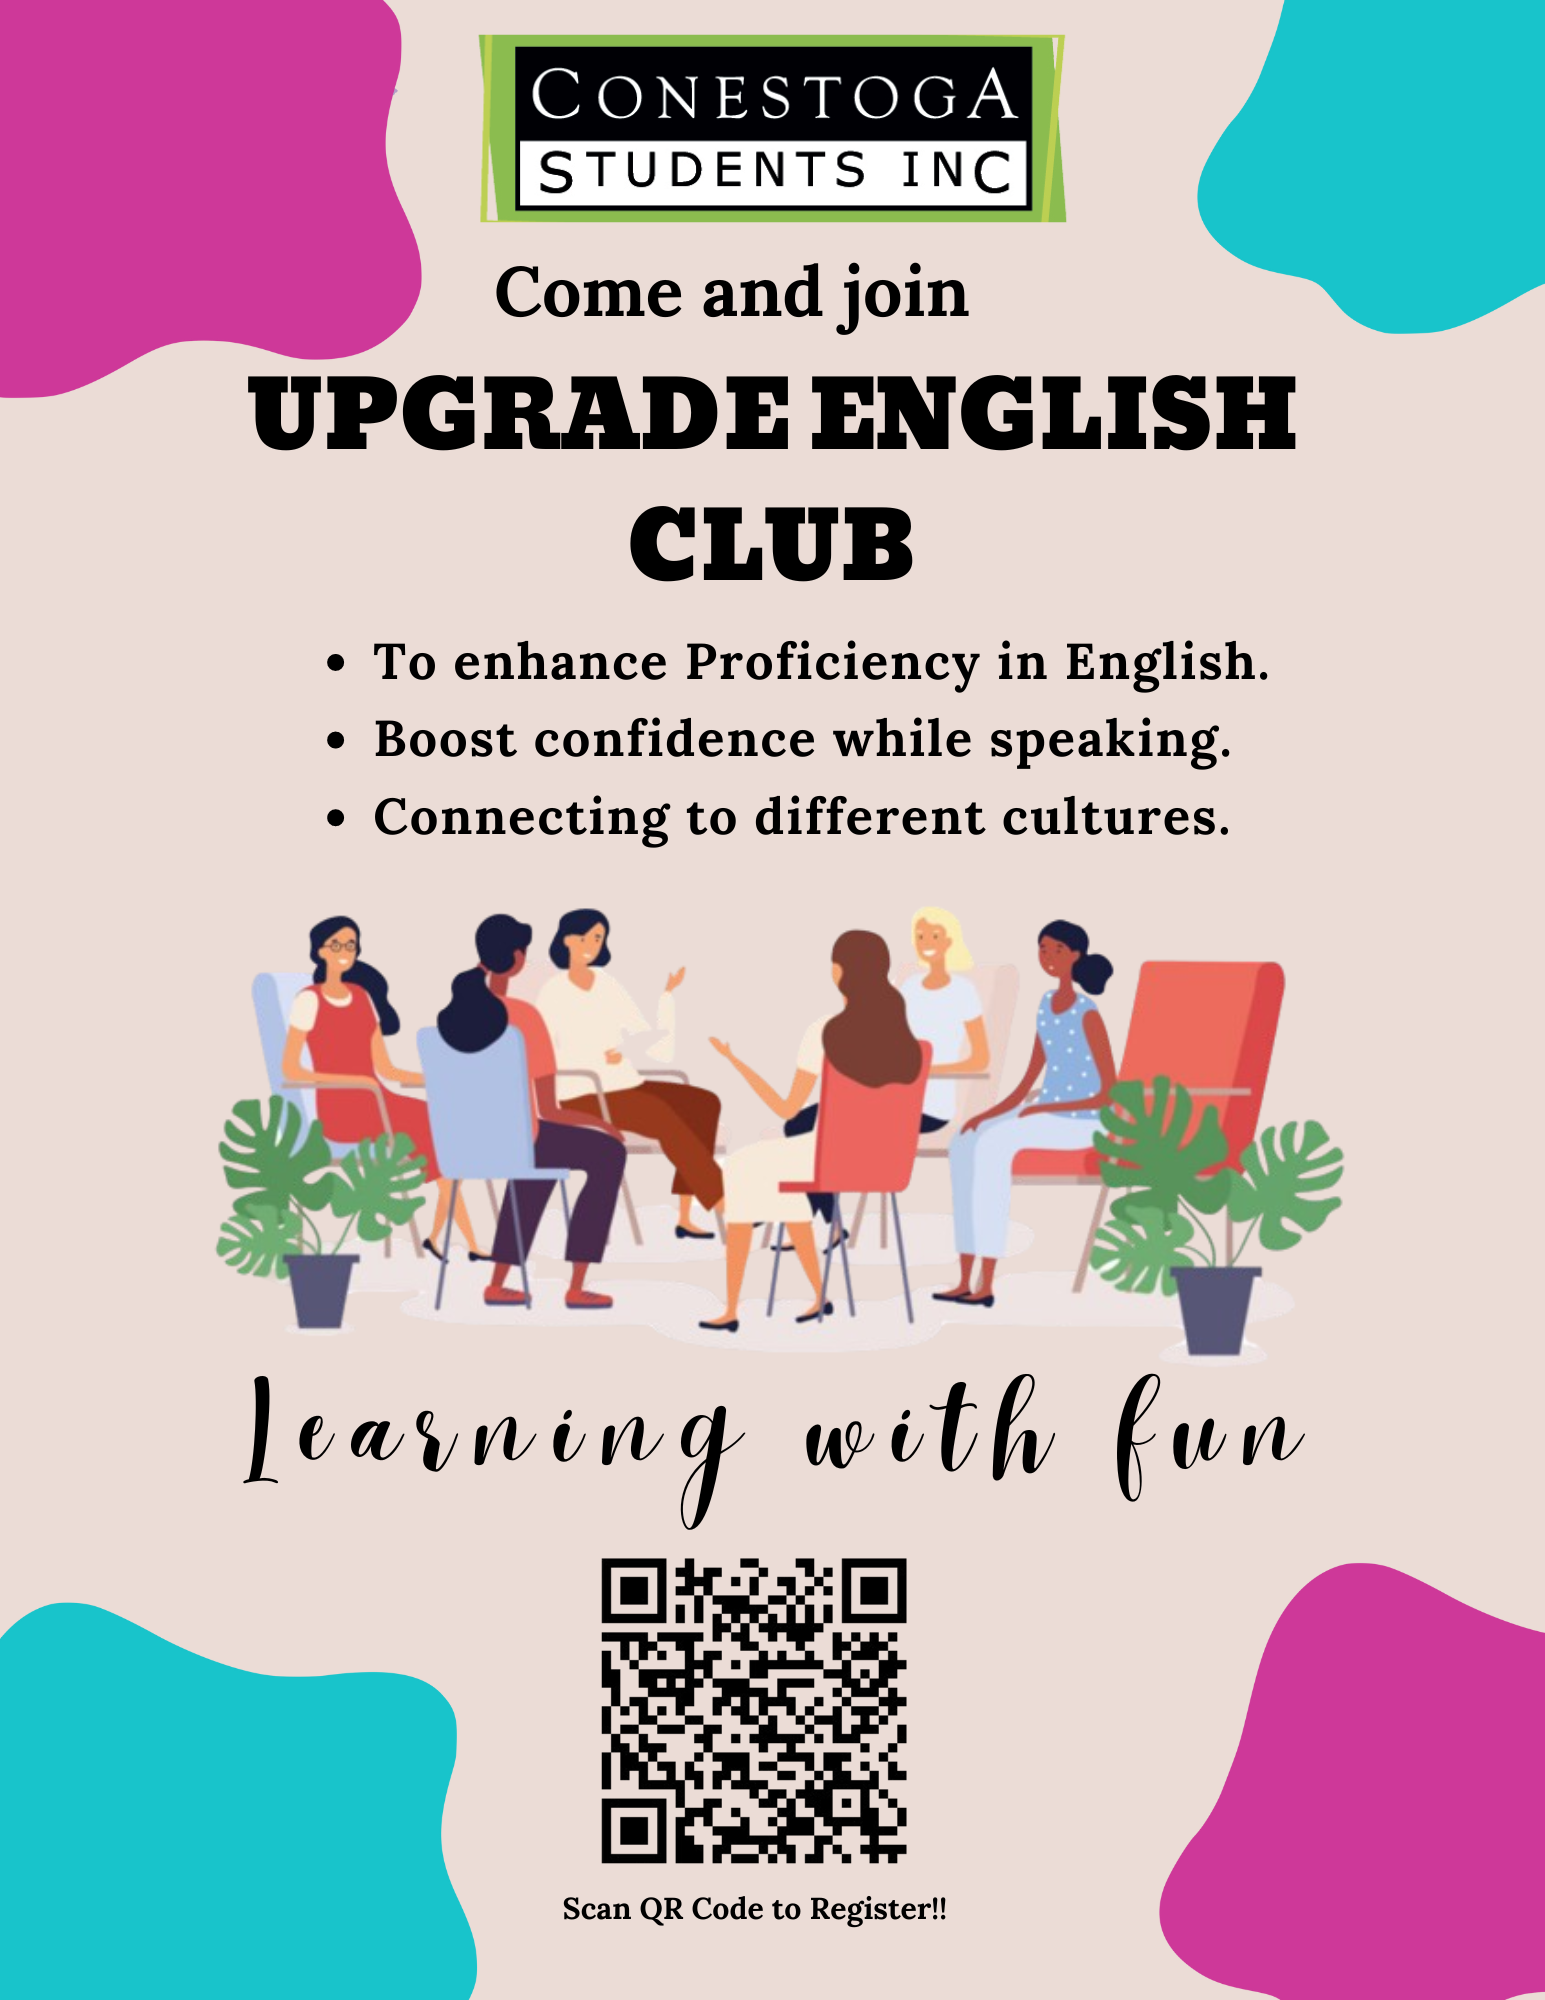 CONESTOGA
STUDENTS INC
Come and join
UPGRADE ENGLISH
CLUB
• To enhance Proficiency in English.
• Boost confidence while speaking.
• Connecting to different cultures.
Learning with fun
Scan QR Code to Register!!